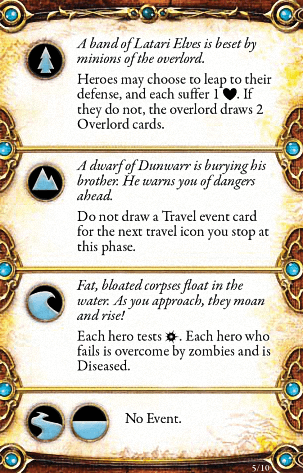 A band of Latari Elves is beset by
minions of the overlord.
Heroes may choose to leap to their
defense, and each suffer 1 ♥. If
they do not, the overlord draws 2
Overlord cards.
A dwarf of Dunwarr is burying his
brother. He warns you of dangers
ahead.
Do not draw a Travel event card
for the next travel icon you stop at
this phase.
Fat, bloated corpses float in the
water. As you approach, they moan
and rise!
Each hero tests . Each hero who
fails is overcome by zombies and is
Diseased.
No Event.
5/10